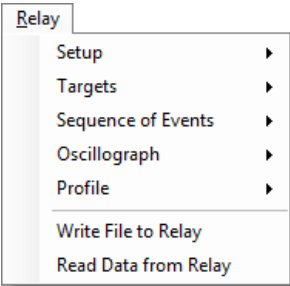 Relay
Setup
Targets
Sequence of Events
Oscillograph
Profile
Write File to Relay
Read Data from Relay